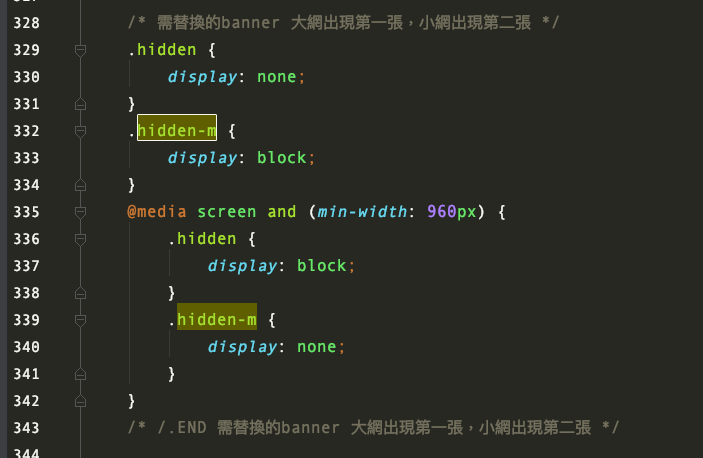 328 /* 需替換的banner 大網出現第一張，小網出現第二張 */
329 .hidden {
330 display: none;
331 }
332 .hidden-m {
333 display: block;
334 }
335 @media screen and (min-width: 960px) {
336 .hidden {
337 display: block;
338 }
339 .hidden-m {
340 display: none;
341 }
342 }
343 /* /.END 需替換的banner 大網出現第一張，小網出現第二張 */
344